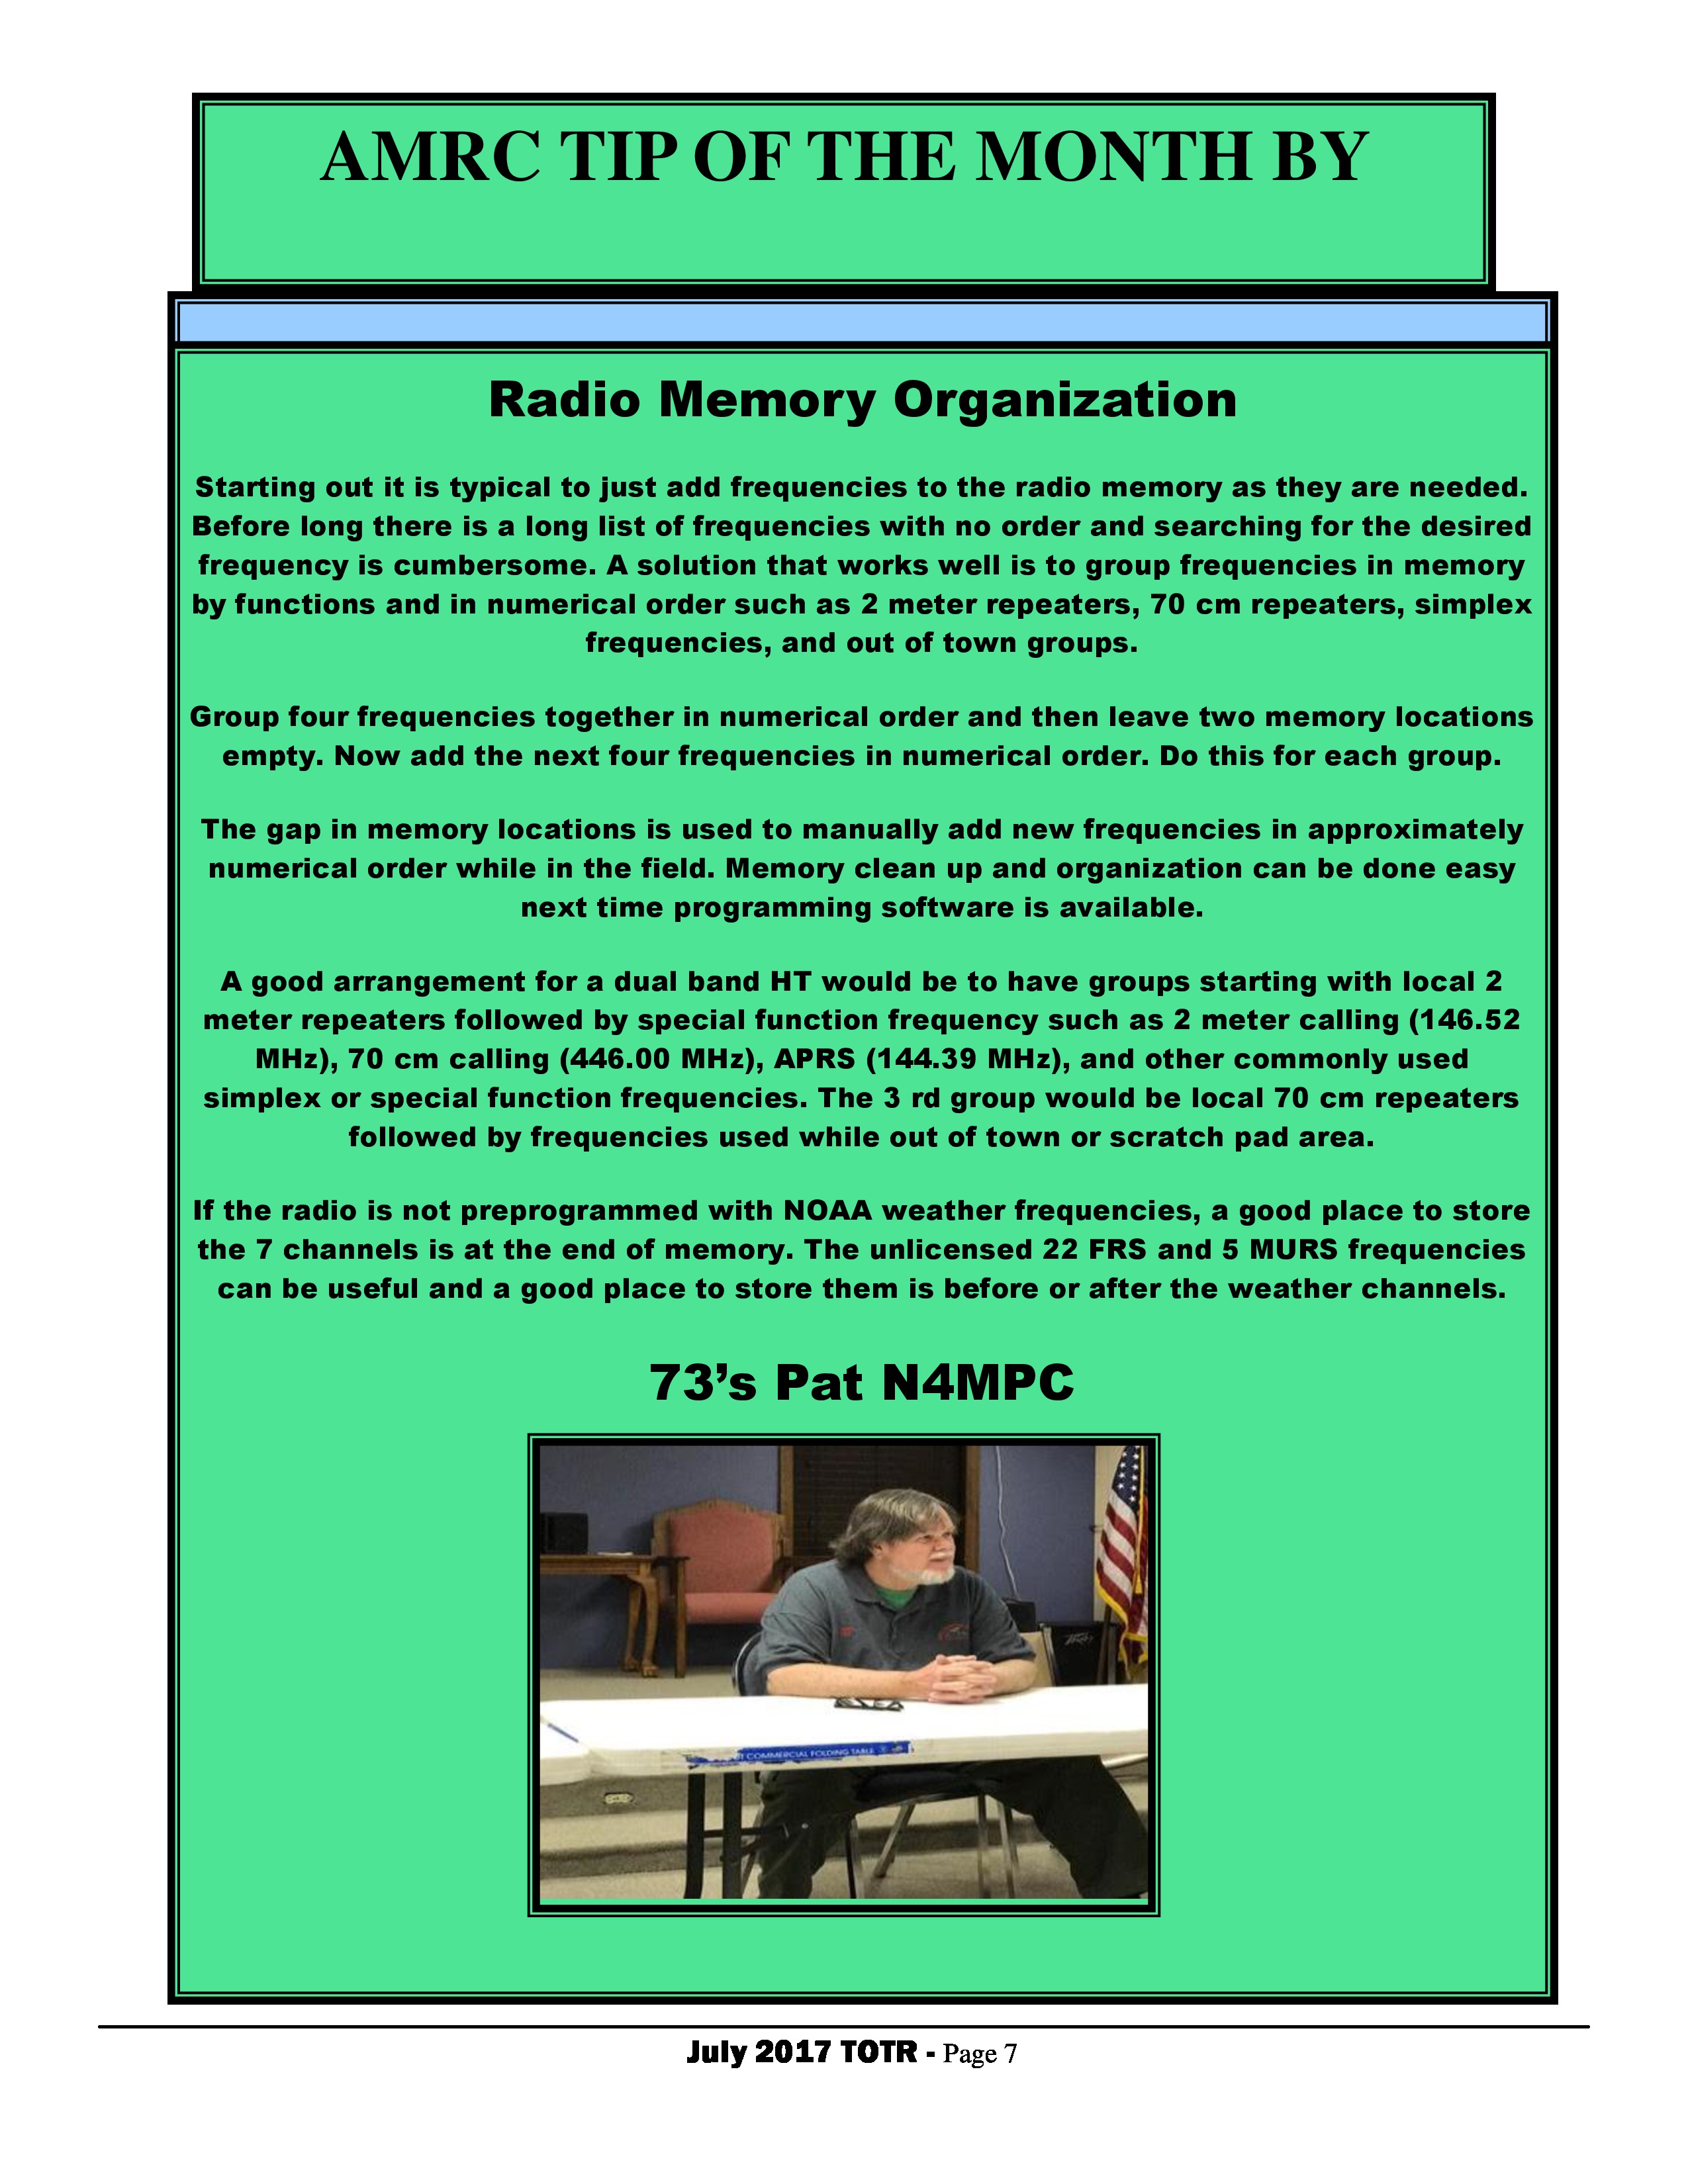 AMRC TIP OF THE MONTH BY
Radio Memory Organization
Starting out it is typical to just add frequencies to the radio memory as they are needed.
Before long there is a long list of frequencies with no order and searching for the desired
frequency is cumbersome. A solution that works well is to group frequencies in memory
by functions and in numerical order such as 2 meter repeaters, 70 cm repeaters, simplex
frequencies, and out of town groups.
Group four frequencies together in numerical order and then leave two memory locations
empty. Now add the next four frequencies in numerical order. Do this for each group.
The gap in memory locations is used to manually add new frequencies in approximately
numerical order while in the field. Memory clean up and organization can be done easy
next time programming software is available.
A good arrangement for a dual band HT would be to have groups starting with local 2
meter repeaters followed by special function frequency such as 2 meter calling (146.52
MHz), 70 cm calling (446.00 MHz), APRS (144.39 MHz), and other commonly used
simplex or special function frequencies. The 3 rd group would be local 70 cm repeaters
followed by frequencies used while out of town or scratch pad area.
If the radio is not preprogrammed with NOAA weather frequencies, a good place to store
the 7 channels is at the end of memory. The unlicensed 22 FRS and 5 MURS frequencies
can be useful and a good place to store them is before or after the weather channels.
73’s Pat N4MPC
COMMERCIAL FOLDING TABLE
July 2017 TOTR - Page 7